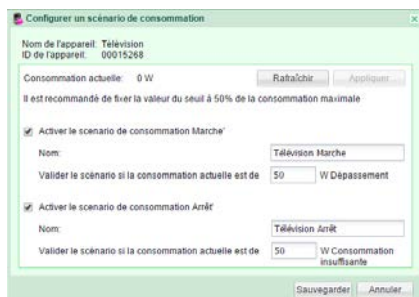 Configurer un scénario de consommation
Nom de l'appareil: Télévision
ID de l'appareil: 00015268
Consommation actuelle: 0 W
Rafraîchir
Appliquer
Il est recommandé de fixer la valeur du seuil à 50% de la consommation maximale
Activer le scenario de consommation Marche'
Nom:
Télévision Marche
Valider le scénario si la consommation actuelle est de
50
W Dépassement
Activer le scenario de consommation Arrêt'
Nom:
Télévision Arrêt
Valider le scénario si la consommation actuelle est de
50
W Consommation
insuffisante
Sauvegarder
Annuler